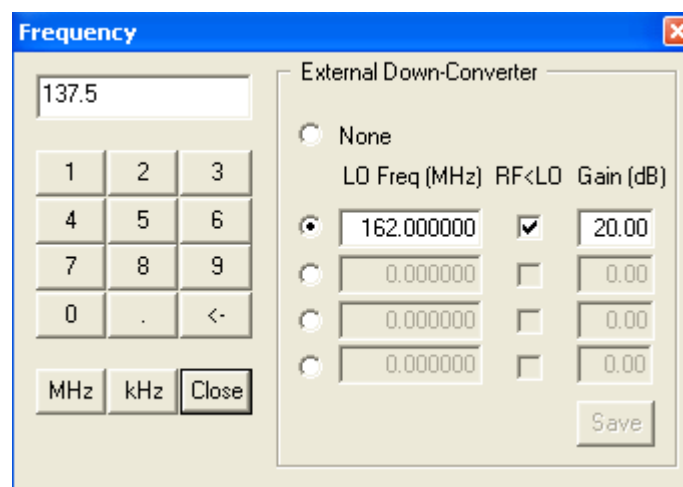 Frequency
137.5
1 2 3
4 5 6
7 8 9
0 . <-
MHz kHz Close
External Down-Converter
None
LO Freq (MHz) RF<LO Gain (dB)
162.000000 20.00
0.000000 0.00
0.000000 0.00
0.000000 0.00
Save